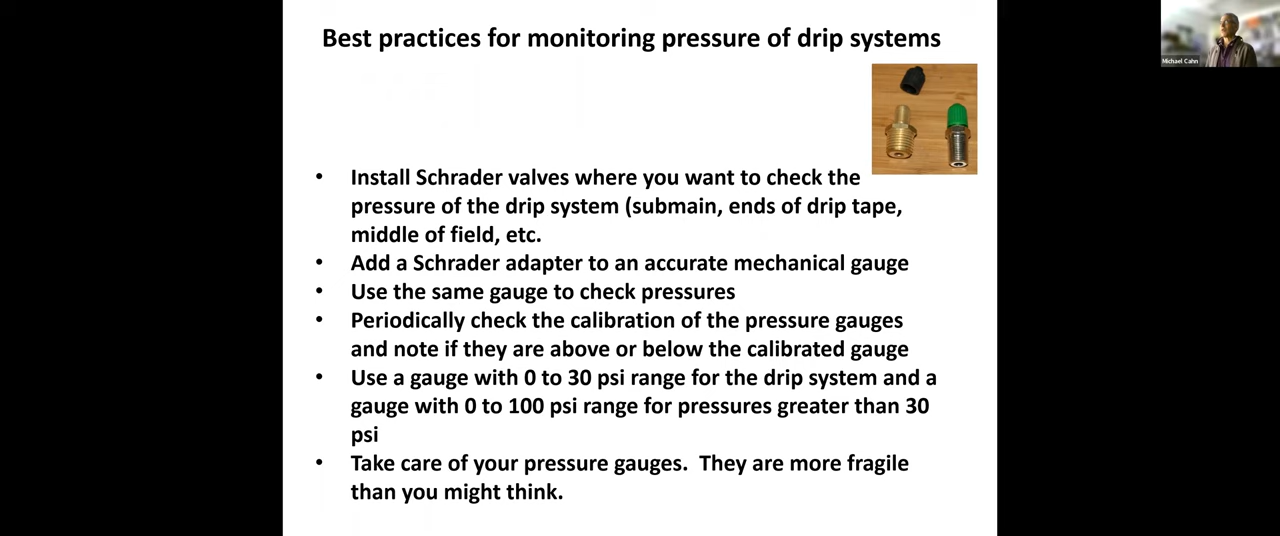 Best practices for monitoring pressure of drip systems
Michael Cahn
• Install Schrader valves where you want to check the
pressure of the drip system (submain, ends of drip tape,
middle of field, etc.
• Add a Schrader adapter to an accurate mechanical gauge
• Use the same gauge to check pressures
• Periodically check the calibration of the pressure gauges
and note if they are above or below the calibrated gauge
• Use a gauge with 0 to 30 psi range for the drip system and a
gauge with 0 to 100 psi range for pressures greater than 30
psi
• Take care of your pressure gauges.  They are more fragile
than you might think.